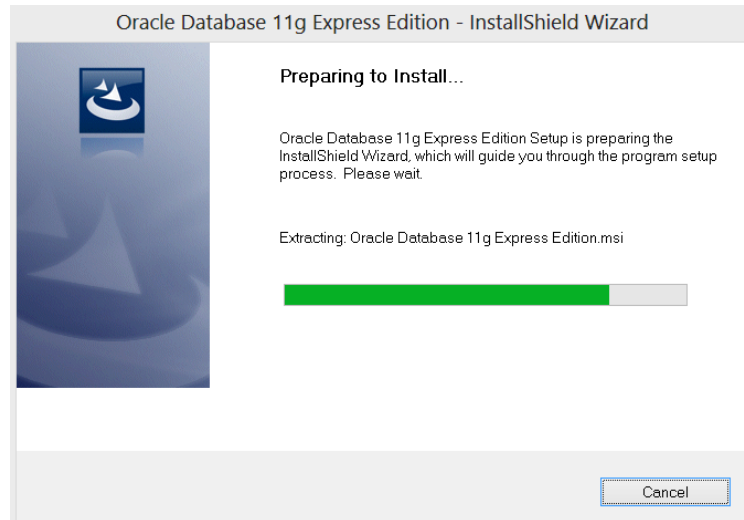 Oracle Database 11g Express Edition - InstallShield Wizard
Preparing to Install...
Oracle Database 11g Express Edition Setup is preparing the
InstallShield Wizard, which will guide you through the program setup
process. Please wait.
Extracting: Oracle Database 11g Express Edition.msi
Cancel